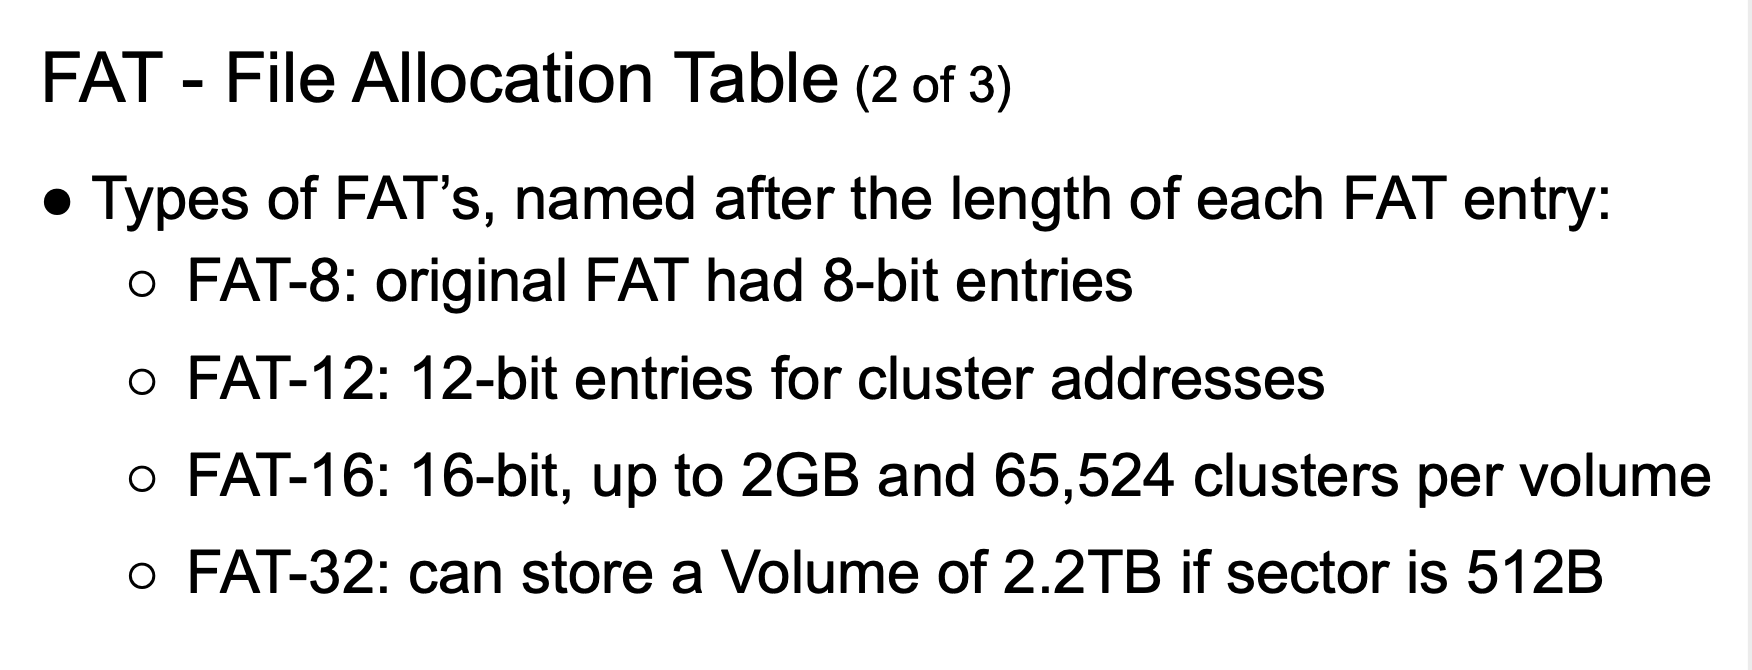 FAT - File Allocation Table (2 of 3)
● Types of FAT’s, named after the length of each FAT entry:
○ FAT-8: original FAT had 8-bit entries
○ FAT-12: 12-bit entries for cluster addresses
○ FAT-16: 16-bit, up to 2GB and 65,524 clusters per volume
○ FAT-32: can store a Volume of 2.2TB if sector is 512B